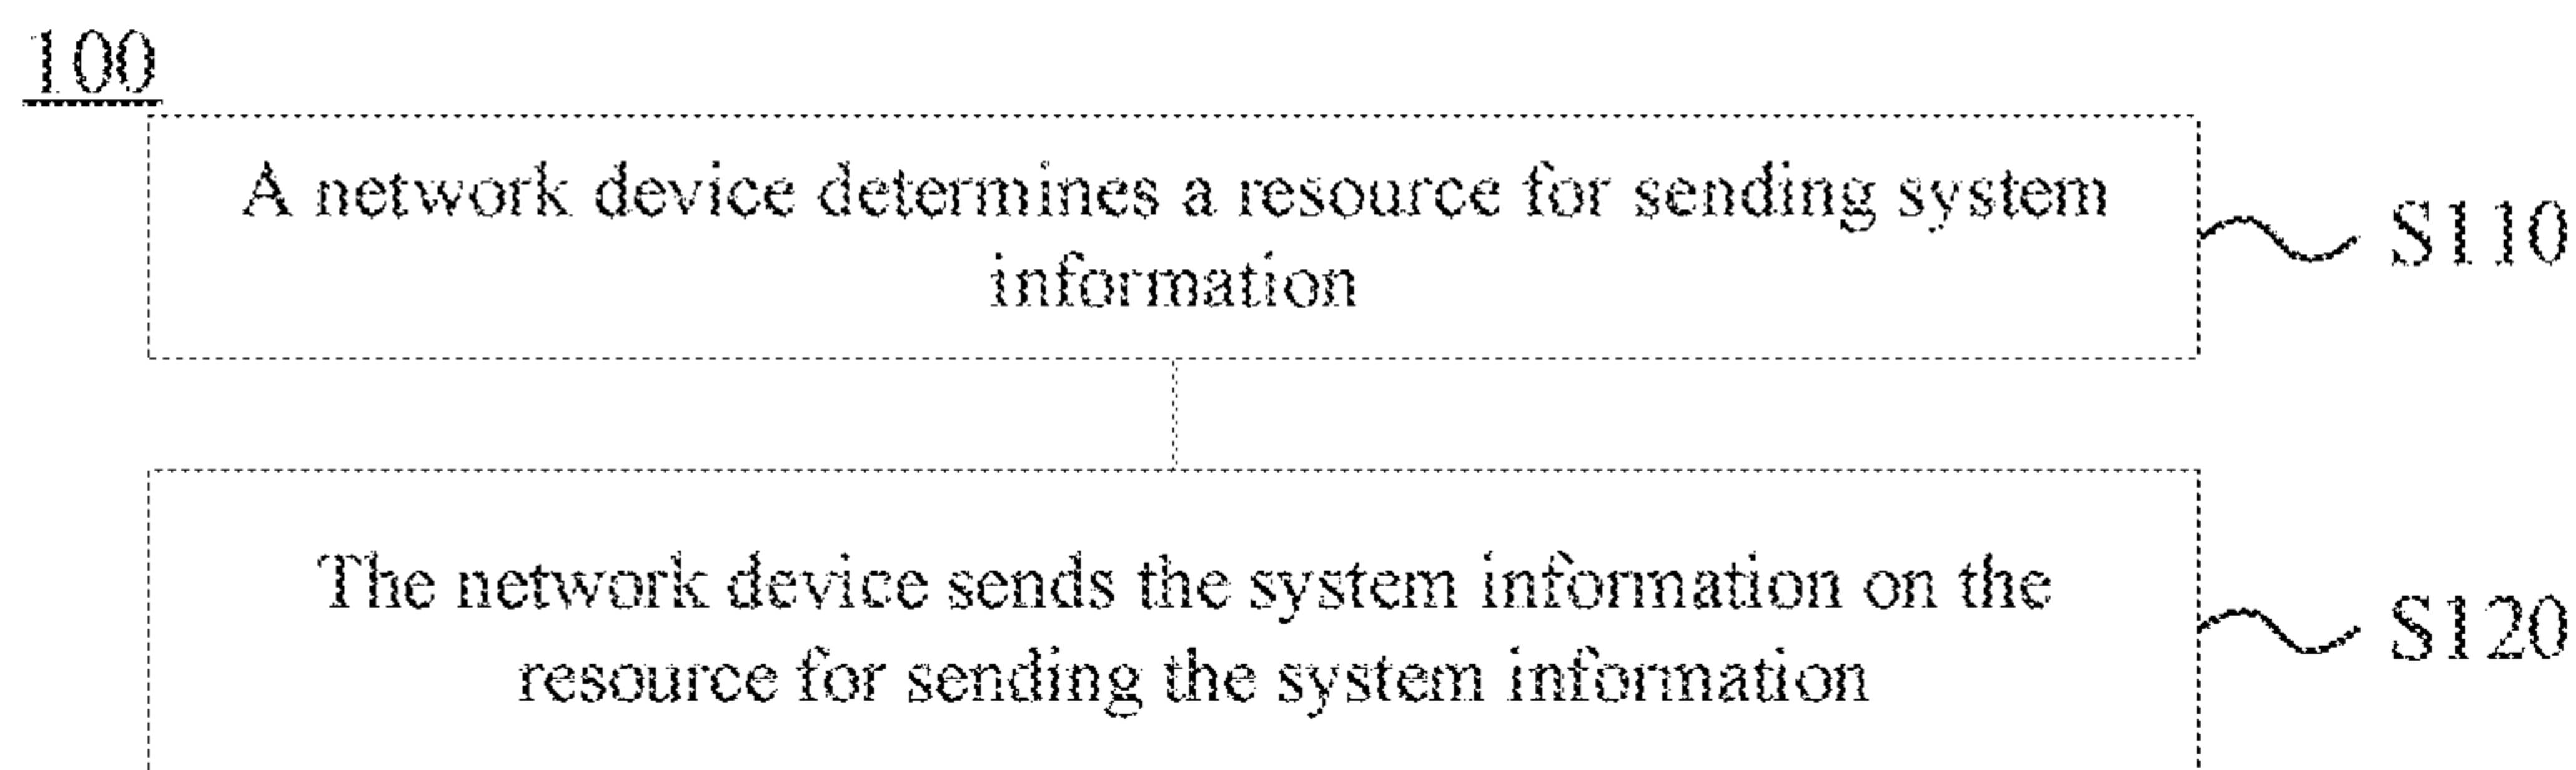 100
A network device determines a resource for sending system
information
S110
The network device sends the system information on the
resource for sending the system information
S120